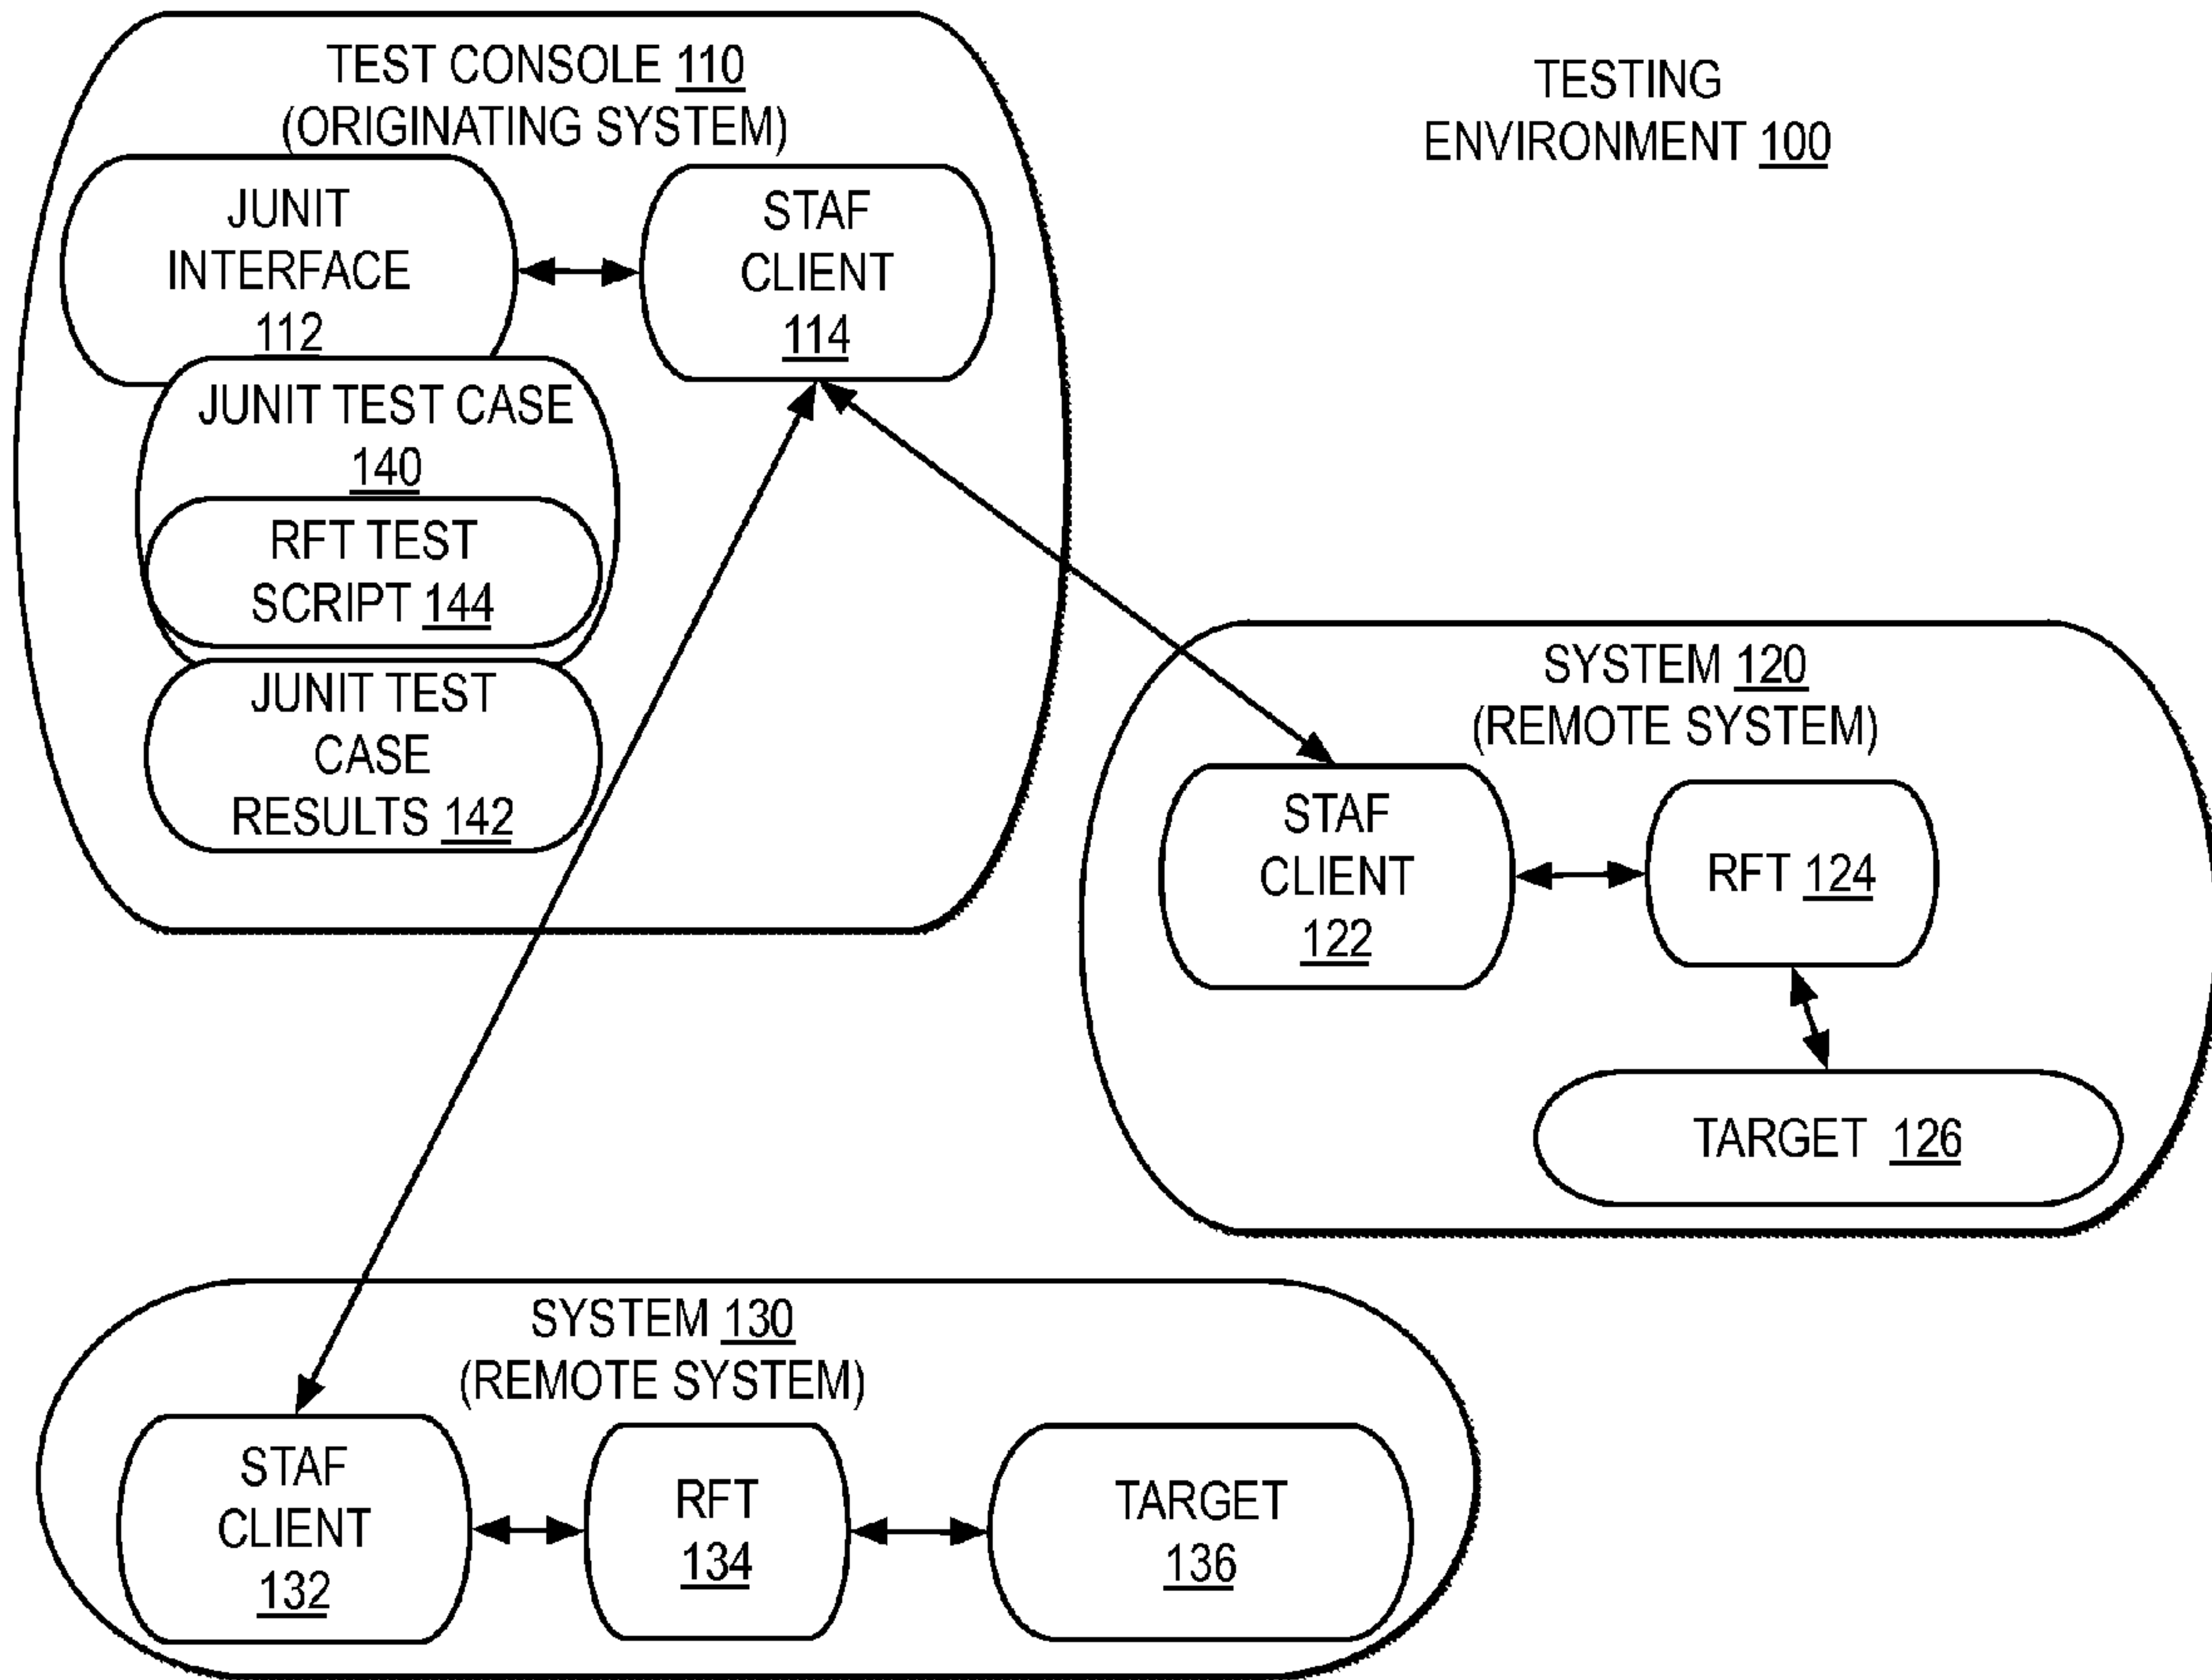 TEST CONSOLE 110
(ORIGINATING SYSTEM)
TESTING
ENVIRONMENT 100
JUNIT
INTERFACE
112
STAF
CLIENT
114
JUNIT TEST CASE
140
RFT TEST
SCRIPT 144
JUNIT TEST
CASE
RESULTS 142
SYSTEM 120
(REMOTE SYSTEM)
STAF
CLIENT
122
RFT 124
TARGET 126
SYSTEM 130
(REMOTE SYSTEM)
STAF
CLIENT
132
RFT
134
TARGET
136